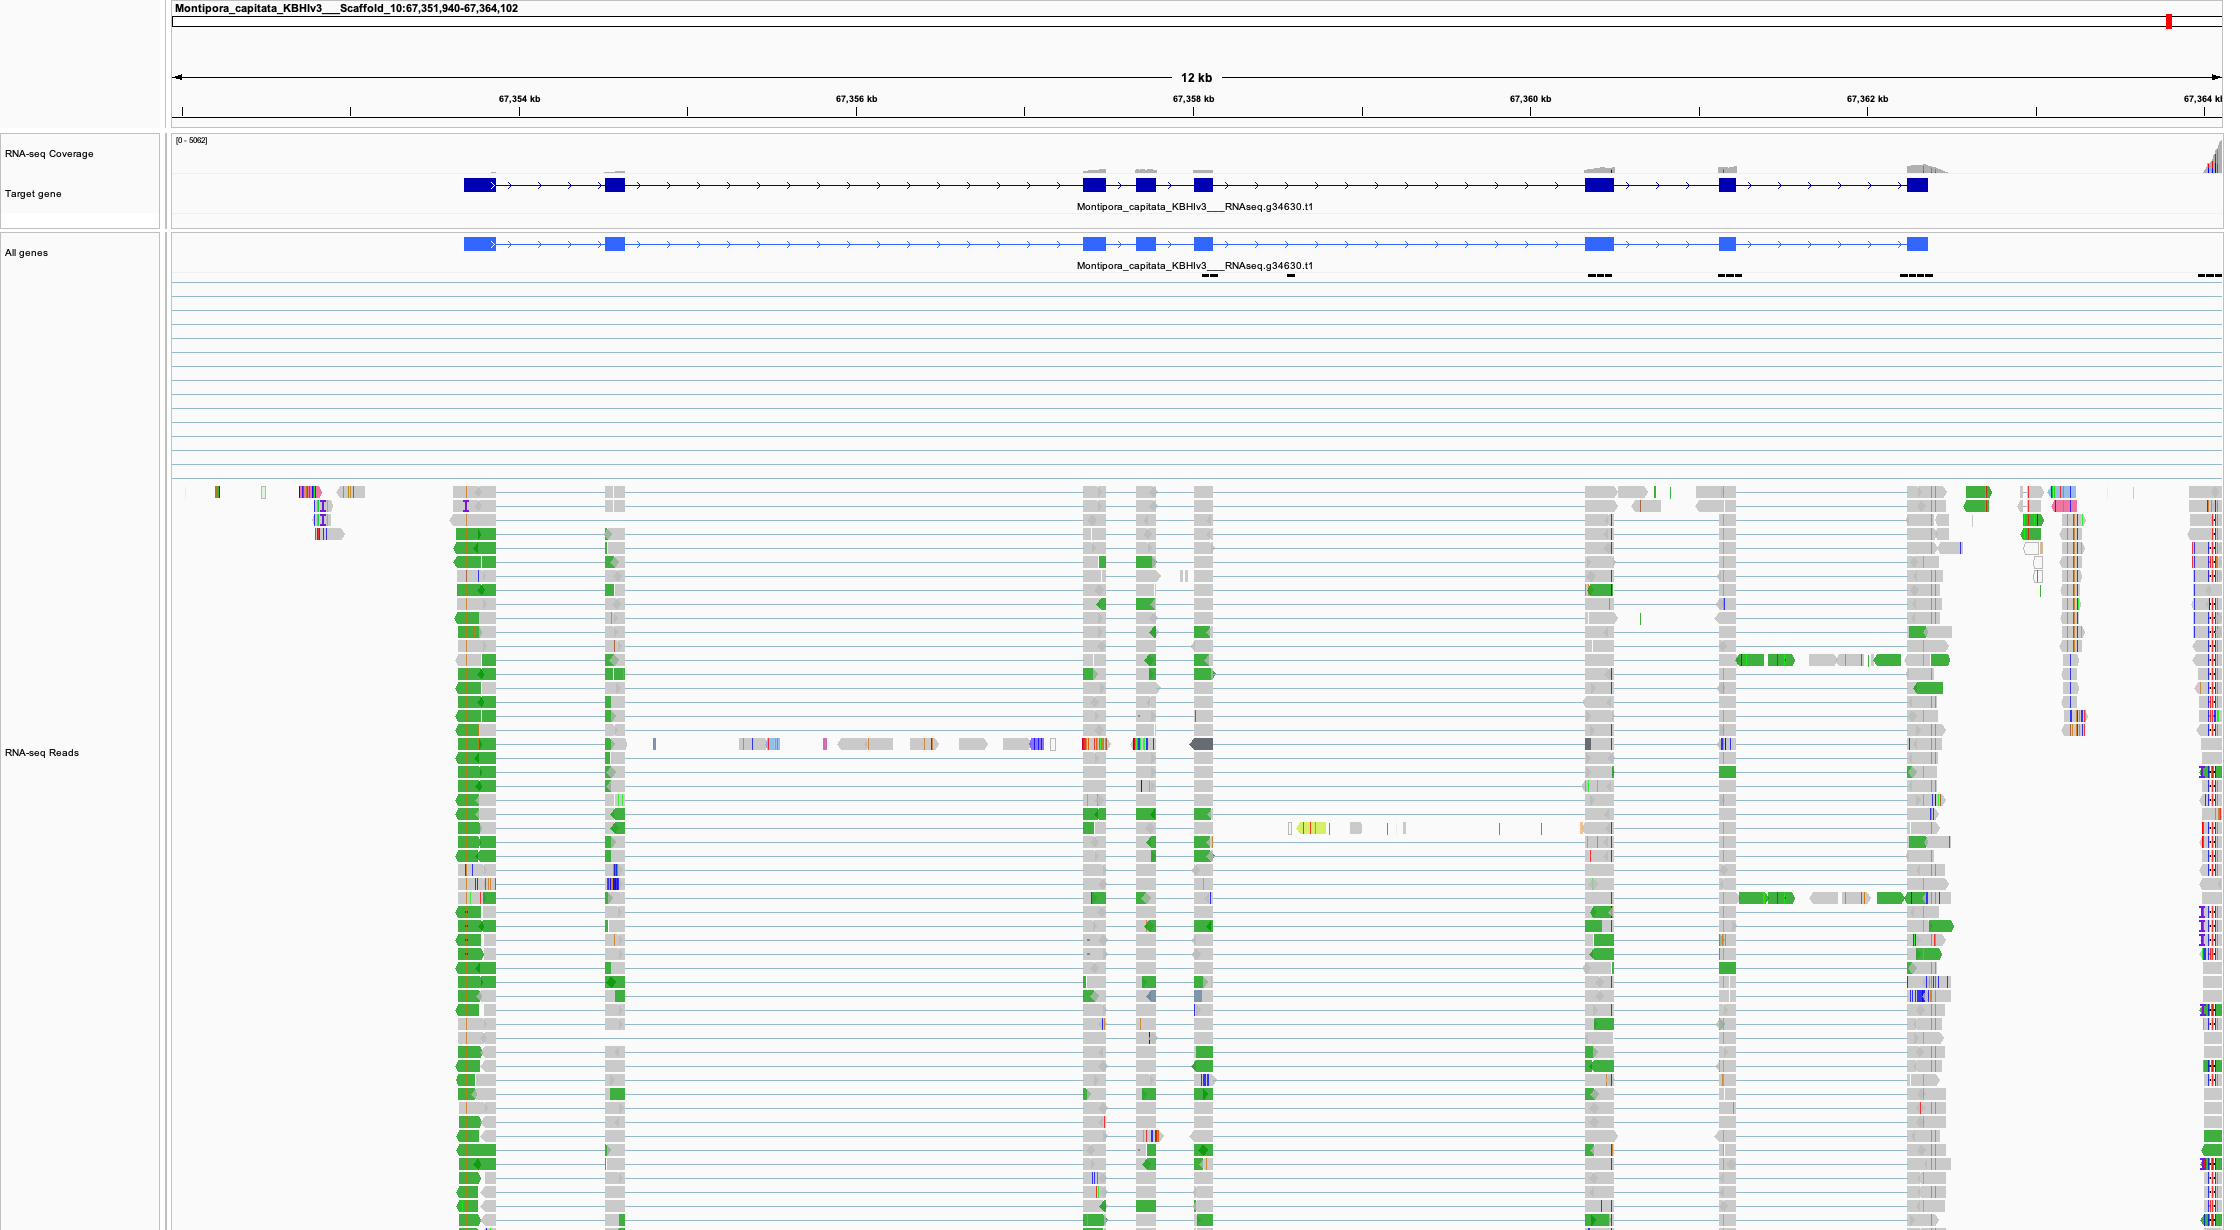 Montipora_capitata_KBHIv3___Scaffold_10:67,351,940-67,364,102
12 kb
67,354 kb 67,356 kb 67,358 kb 67,360 kb 67,362 kb 67,364 kb
[0 - 5062]
RNA-seq Coverage
Target gene
Montipora_capitata_KBHIv3___RNAseq.g34630.t1
All genes
Montipora_capitata_KBHIv3___RNAseq.g34630.t1
RNA-seq Reads